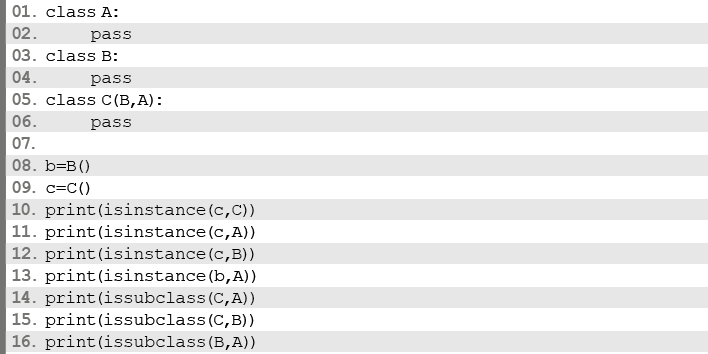 01. class A:
02.     pass
03. class B:
04.     pass
05. class C(B,A):
06.     pass
07.
08. b=B()
09. c=C()
10. print(isinstance(c,C))
11. print(isinstance(c,A))
12. print(isinstance(c,B))
13. print(isinstance(b,A))
14. print(issubclass(C,A))
15. print(issubclass(C,B))
16. print(issubclass(B,A))